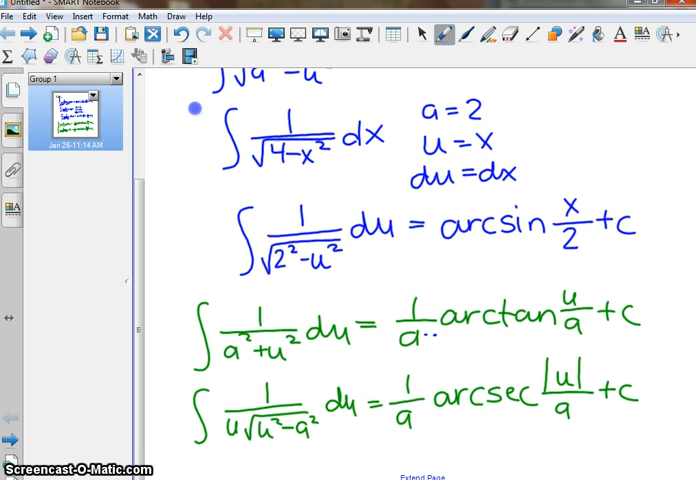 Untitled * - SMART Notebook
File Edit View Insert Format Math Draw Help
Group 1
Jan 26-11:14 AM
∫ √a² - u²
∫ 1/√(4-x²) dx
a = 2
u = x
du = dx
∫ 1/√(2²-u²) du = arcsin x/2 + c
∫ 1/(a²+u²) du = 1/a arctan u/a + c
∫ 1/(u√(u²-a²)) du = 1/a arcsec |u|/a + c
Extend Page
Screencast-O-Matic.com